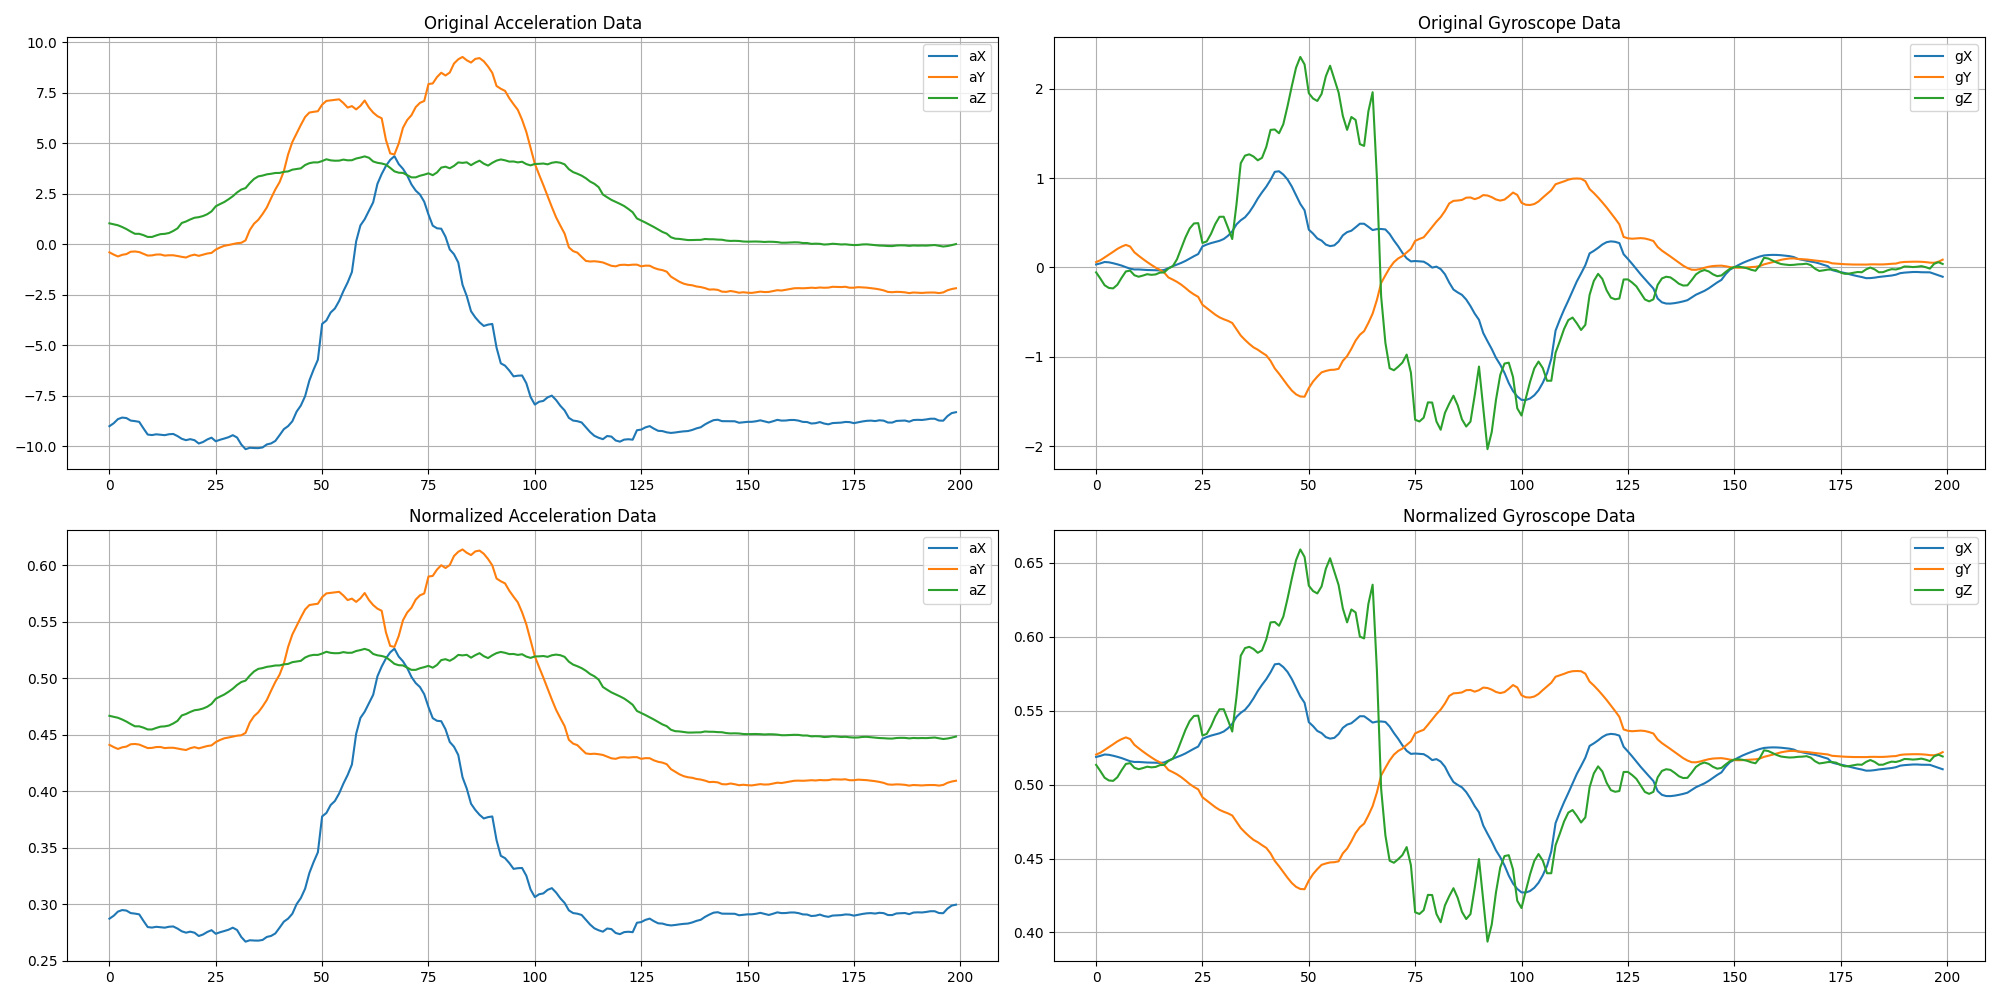 Original Acceleration Data
10.0
7.5
5.0
2.5
0.0
−2.5
−5.0
−7.5
−10.0
0 25 50 75 100 125 150 175 200
aX
aY
aZ
Original Gyroscope Data
2
1
0
−1
−2
0 25 50 75 100 125 150 175 200
gX
gY
gZ
Normalized Acceleration Data
0.60
0.55
0.50
0.45
0.40
0.35
0.30
0.25
0 25 50 75 100 125 150 175 200
aX
aY
aZ
Normalized Gyroscope Data
0.65
0.60
0.55
0.50
0.45
0.40
0 25 50 75 100 125 150 175 200
gX
gY
gZ